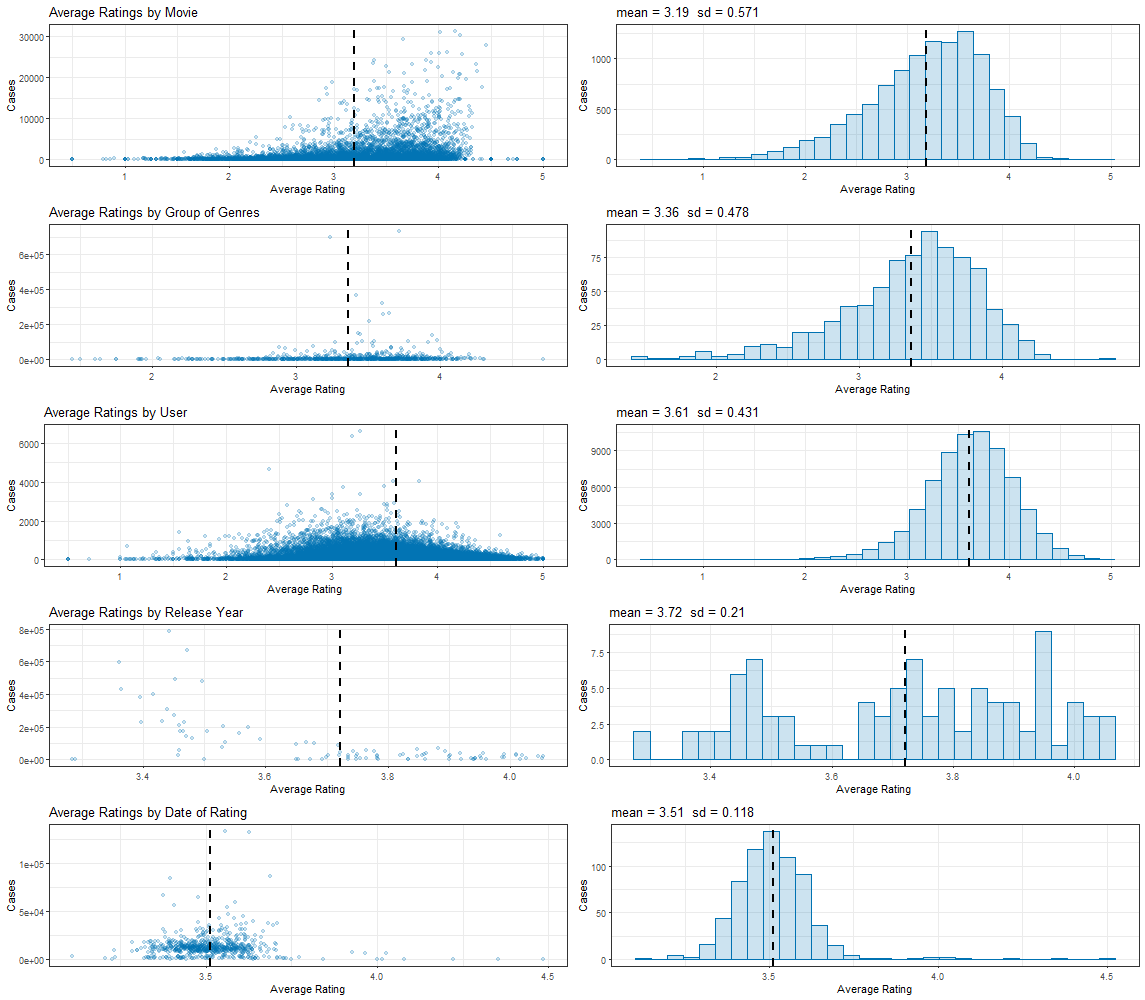 Average Ratings by Movie
mean = 3.19 sd = 0.571
30000
20000
10000
0
Cases
1 2 3 4 5
Average Rating
1000
500
0
Cases
1 2 3 4 5
Average Rating
Average Ratings by Group of Genres
mean = 3.36 sd = 0.478
6e+05
4e+05
2e+05
0e+00
Cases
2 3 4
Average Rating
75
50
25
0
Cases
2 3 4
Average Rating
Average Ratings by User
mean = 3.61 sd = 0.431
6000
4000
2000
0
Cases
1 2 3 4 5
Average Rating
9000
6000
3000
0
Cases
1 2 3 4 5
Average Rating
Average Ratings by Release Year
mean = 3.72 sd = 0.21
8e+05
6e+05
4e+05
2e+05
0e+00
Cases
3.4 3.6 3.8 4.0
Average Rating
7.5
5.0
2.5
0.0
Cases
3.4 3.6 3.8 4.0
Average Rating
Average Ratings by Date of Rating
mean = 3.51 sd = 0.118
1e+05
5e+04
0e+00
Cases
3.5 4.0 4.5
Average Rating
100
50
0
Cases
3.5 4.0 4.5
Average Rating